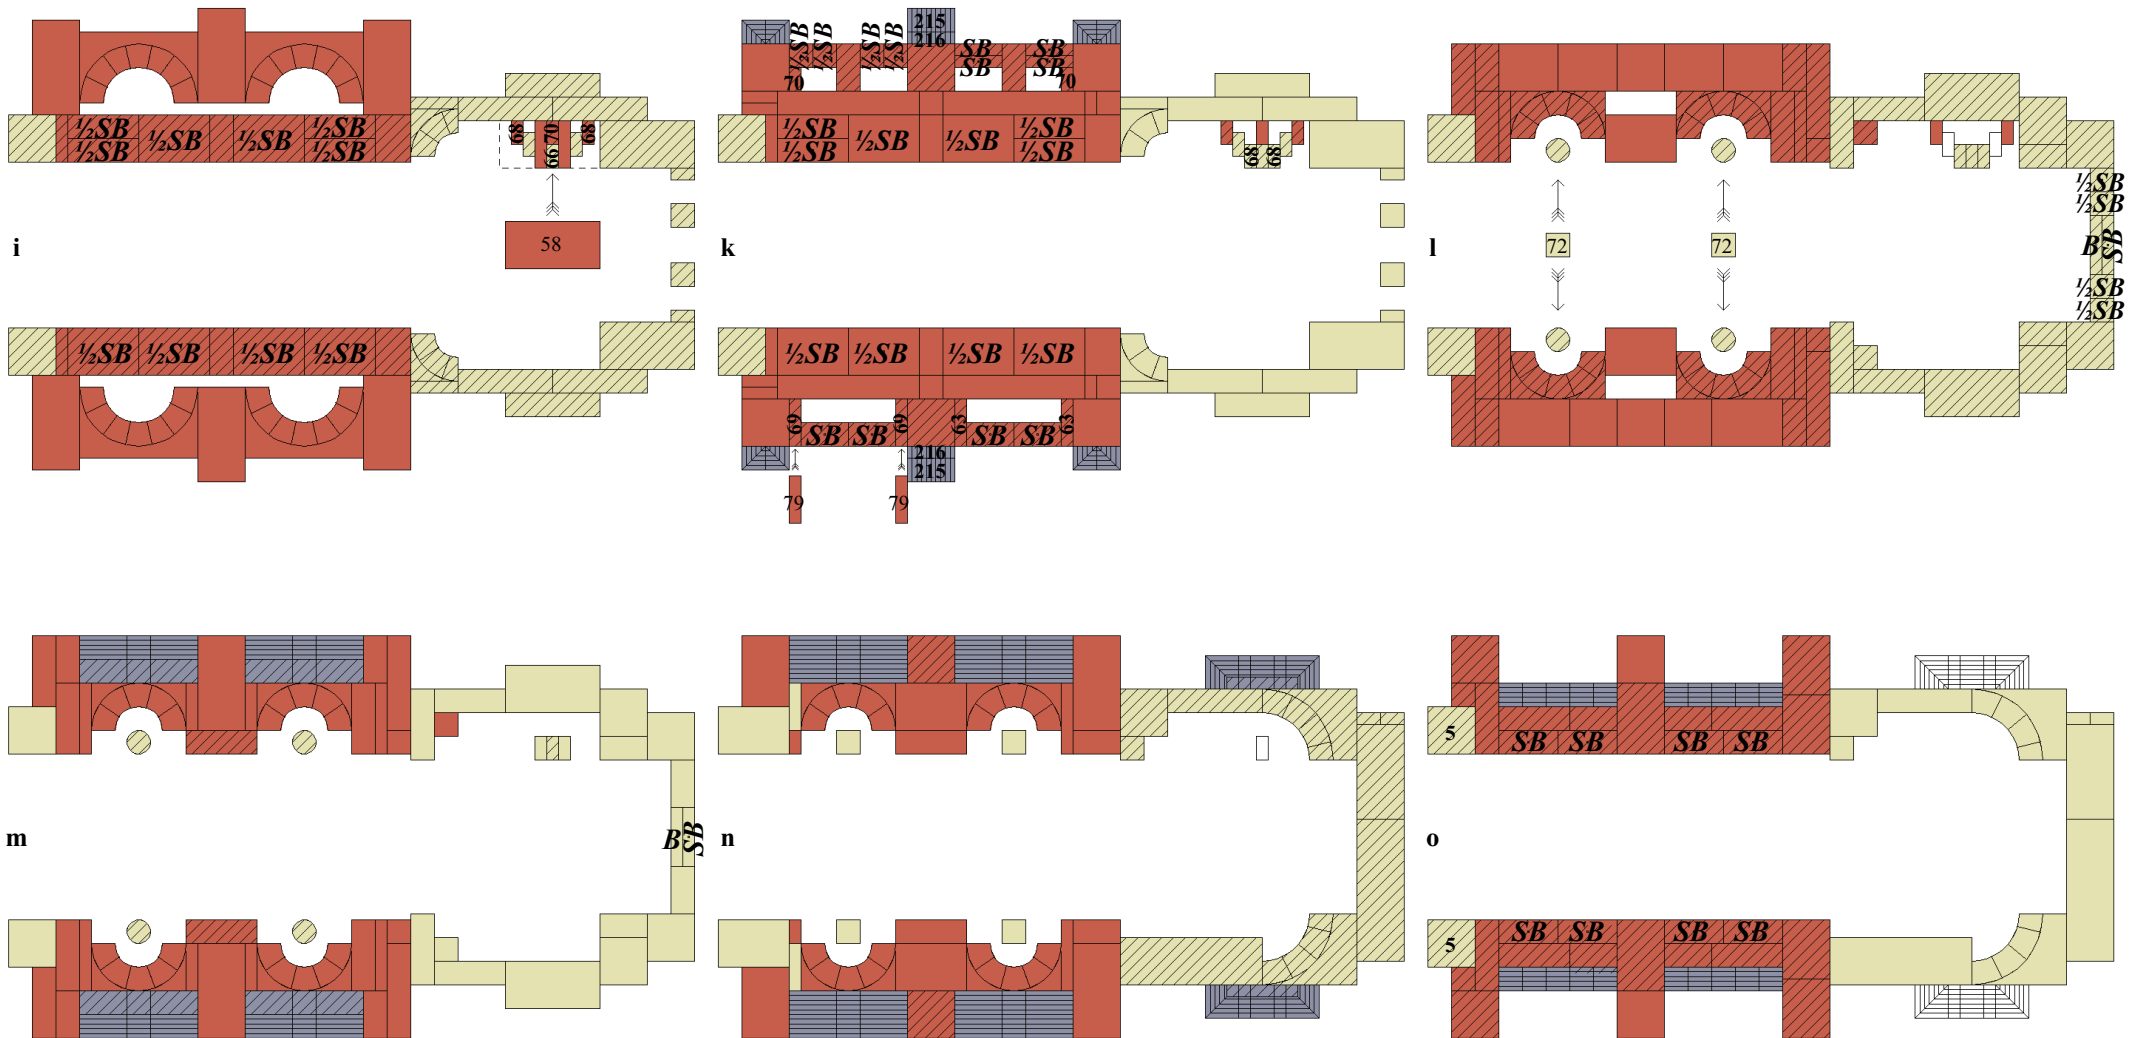 ½SB ½SB ½SB ½SB
½SB ½SB
68 66 70 68
58
i
½SB ½SB ½SB ½SB
½SB ½SB ½SB ½SB 215 SB SB
216 SB SB
70 70
½SB ½SB ½SB ½SB
½SB ½SB
68 68
k
½SB ½SB ½SB ½SB
69 69 63 63
SB SB SB SB
216
215
79 79
½SB
½SB
l 72 72 B SB
½SB
½SB
m B SB
n
5 SB SB SB SB
o
5 SB SB SB SB